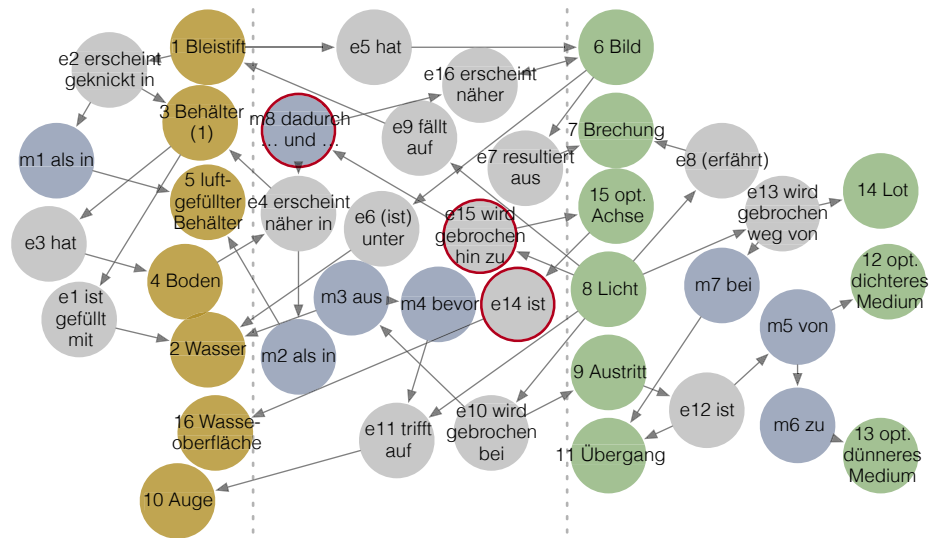 1 Bleistift
e5 hat
6 Bild
e2 erscheint
geknickt in
e16 erscheint
näher
3 Behälter
(1)
m8 dadurch
... und ...
e9 fällt
auf
7 Brechung
m1 als in
e7 resultiert
aus
e8 (erfährt)
5 luft-
gefüllter
Behälter
e4 erscheint
näher in
15 opt.
Achse
e13 wird
gebrochen
weg von
14 Lot
e6 (ist)
unter
e15 wird
gebrochen
hin zu
e3 hat
4 Boden
12 opt.
dichteres
Medium
8 Licht
m7 bei
m3 aus
m4 bevor
e14 ist
e1 ist
gefüllt
mit
m5 von
2 Wasser
m2 als in
9 Austritt
e12 ist
e10 wird
gebrochen
bei
m6 zu
16 Wasse-
oberfläche
e11 trifft
auf
11 Übergang
13 opt.
dünneres
Medium
10 Auge